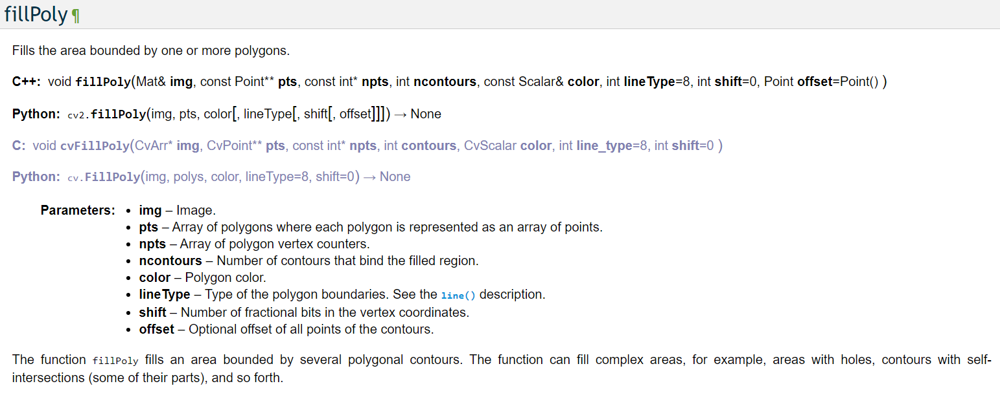 fillPoly ¶
Fills the area bounded by one or more polygons.
C++: void fillPoly(Mat& img, const Point** pts, const int* npts, int ncontours, const Scalar& color, int lineType=8, int shift=0, Point offset=Point() )
Python: cv2.fillPoly(img, pts, color[, lineType[, shift[, offset]]]) → None
C: void cvFillPoly(CvArr* img, CvPoint** pts, const int* npts, int contours, CvScalar color, int line_type=8, int shift=0 )
Python: cv.FillPoly(img, polys, color, lineType=8, shift=0) → None
Parameters: • img – Image.
• pts – Array of polygons where each polygon is represented as an array of points.
• npts – Array of polygon vertex counters.
• ncontours – Number of contours that bind the filled region.
• color – Polygon color.
• lineType – Type of the polygon boundaries. See the line() description.
• shift – Number of fractional bits in the vertex coordinates.
• offset – Optional offset of all points of the contours.
The function fillPoly fills an area bounded by several polygonal contours. The function can fill complex areas, for example, areas with holes, contours with self-
intersections (some of their parts), and so forth.